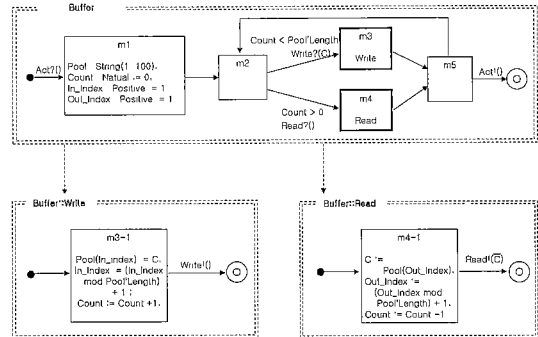 Buffer
m1
Pool String(1 100).
Count Natual := 0.
In_Index Positive = 1
Out_Index Positive = 1
Act?()
m2
Count < Pool'Length
Write?(C)
m3
Write
Count > 0
Read?()
m4
Read
m5
Act!()
Buffer::Write
m3-1
Pool(In_Index) = C.
In_Index = (In_Index
mod Pool'Length)
+ 1 ;
Count := Count +1.
Write!()
Buffer::Read
m4-1
C :=
Pool(Out_Index).
Out_Index :=
(Out_Index mod
Pool'Length) + 1.
Count := Count -1
Read!(C)